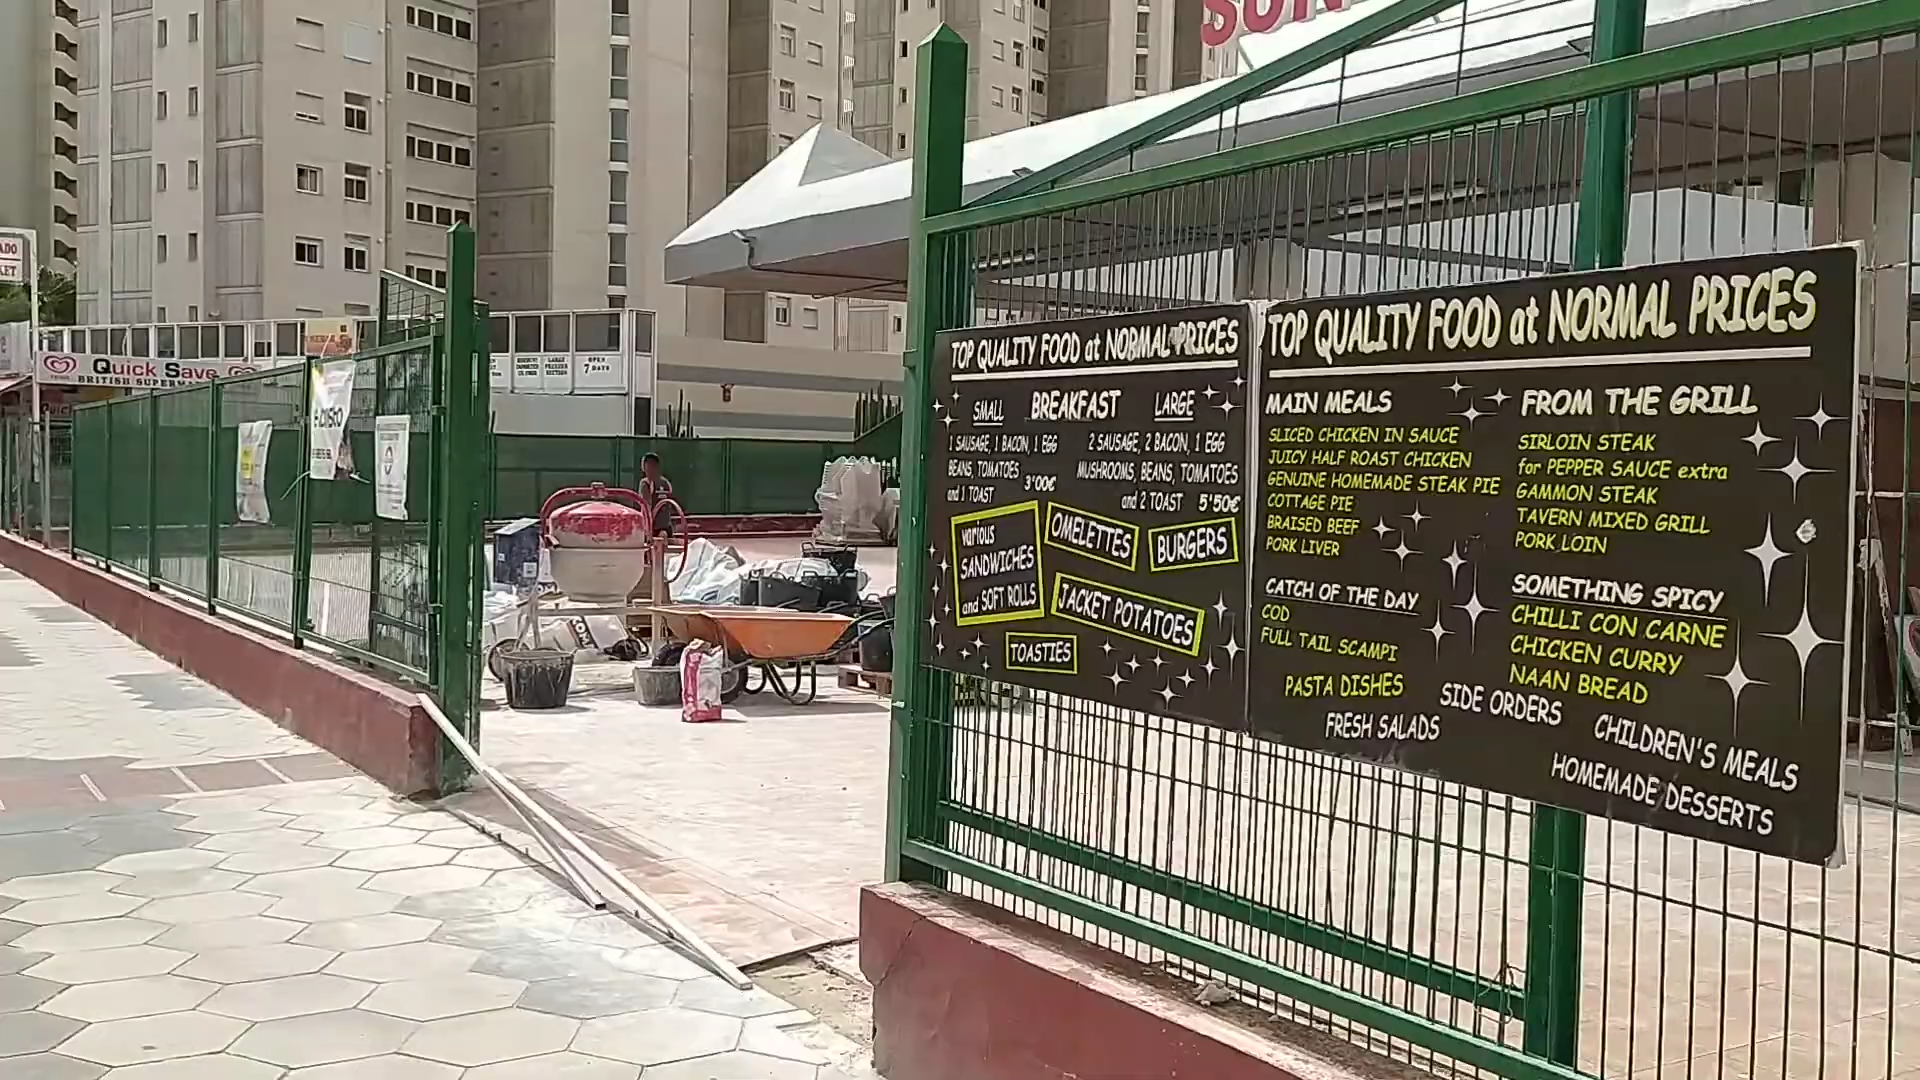 SUN
ADO
KET
Quick Save
BRITISH SUPERM
OPEN
7 DAYS
TOP QUALITY FOOD at NORMAL PRICES
SMALL BREAKFAST LARGE
1 SAUSAGE, 1 BACON, 1 EGG
BEANS, TOMATOES
and 1 TOAST 3'00€
2 SAUSAGE, 2 BACON, 1 EGG
MUSHROOMS, BEANS, TOMATOES
and 2 TOAST 5'50€
various
SANDWICHES
and SOFT ROLLS
OMELETTES
BURGERS
JACKET POTATOES
TOASTIES
TOP QUALITY FOOD at NORMAL PRICES
MAIN MEALS
SLICED CHICKEN IN SAUCE
JUICY HALF ROAST CHICKEN
GENUINE HOMEMADE STEAK PIE
COTTAGE PIE
BRAISED BEEF
PORK LIVER
CATCH OF THE DAY
COD
FULL TAIL SCAMPI
PASTA DISHES
FRESH SALADS
FROM THE GRILL
SIRLOIN STEAK
for PEPPER SAUCE extra
GAMMON STEAK
TAVERN MIXED GRILL
PORK LOIN
SOMETHING SPICY
CHILLI CON CARNE
CHICKEN CURRY
NAAN BREAD
SIDE ORDERS
CHILDREN'S MEALS
HOMEMADE DESSERTS